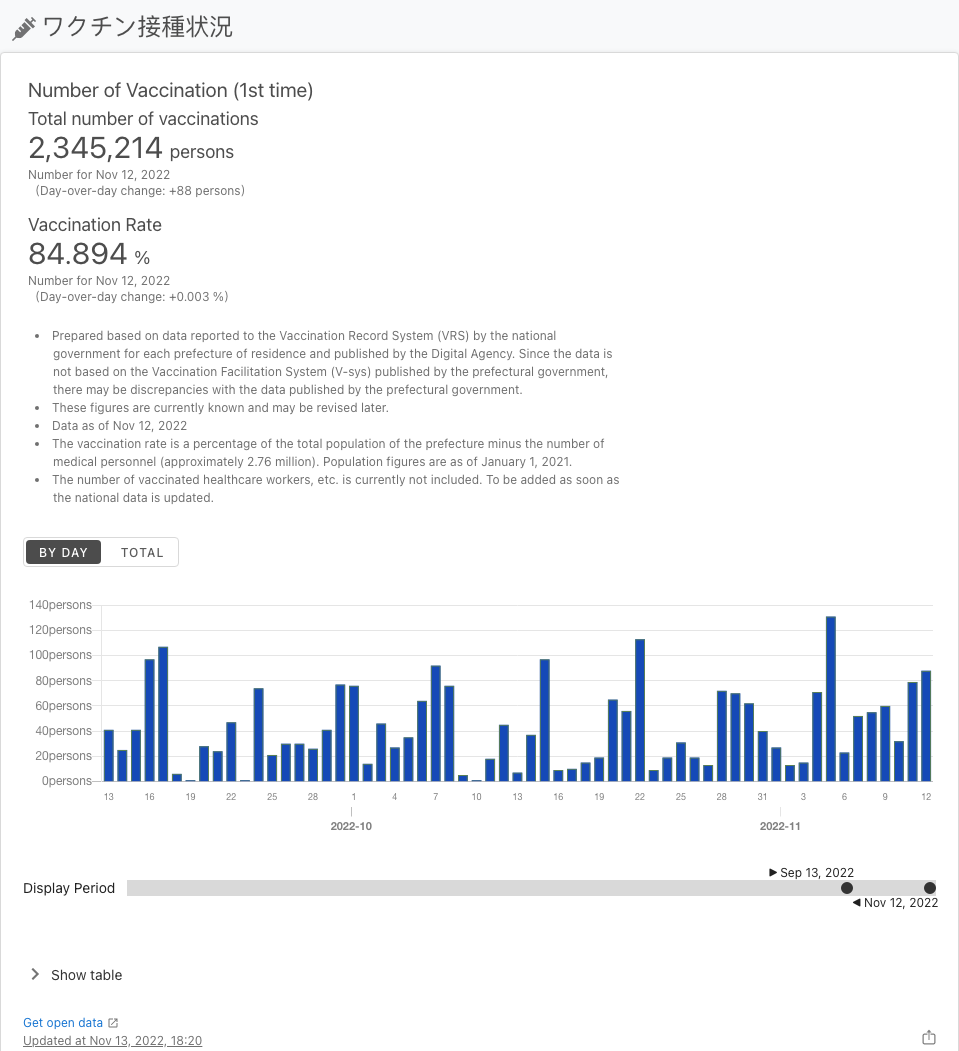 ワクチン接種状況
Number of Vaccination (1st time)
Total number of vaccinations
2,345,214 persons
Number for Nov 12, 2022
(Day-over-day change: +88 persons)
Vaccination Rate
84.894 %
Number for Nov 12, 2022
(Day-over-day change: +0.003 %)
• Prepared based on data reported to the Vaccination Record System (VRS) by the national
government for each prefecture of residence and published by the Digital Agency. Since the data is
not based on the Vaccination Facilitation System (V-sys) published by the prefectural government,
there may be discrepancies with the data published by the prefectural government.
• These figures are currently known and may be revised later.
• Data as of Nov 12, 2022
• The vaccination rate is a percentage of the total population of the prefecture minus the number of
medical personnel (approximately 2.76 million). Population figures are as of January 1, 2021.
• The number of vaccinated healthcare workers, etc. is currently not included. To be added as soon as
the national data is updated.
BY DAY TOTAL
140persons
120persons
100persons
80persons
60persons
40persons
20persons
0persons
13 16 19 22 25 28 1 4 7 10 13 16 19 22 25 28 31 3 6 9 12
2022-10 2022-11
Sep 13, 2022
Display Period
Nov 12, 2022
Show table
Get open data
Updated at Nov 13, 2022, 18:20